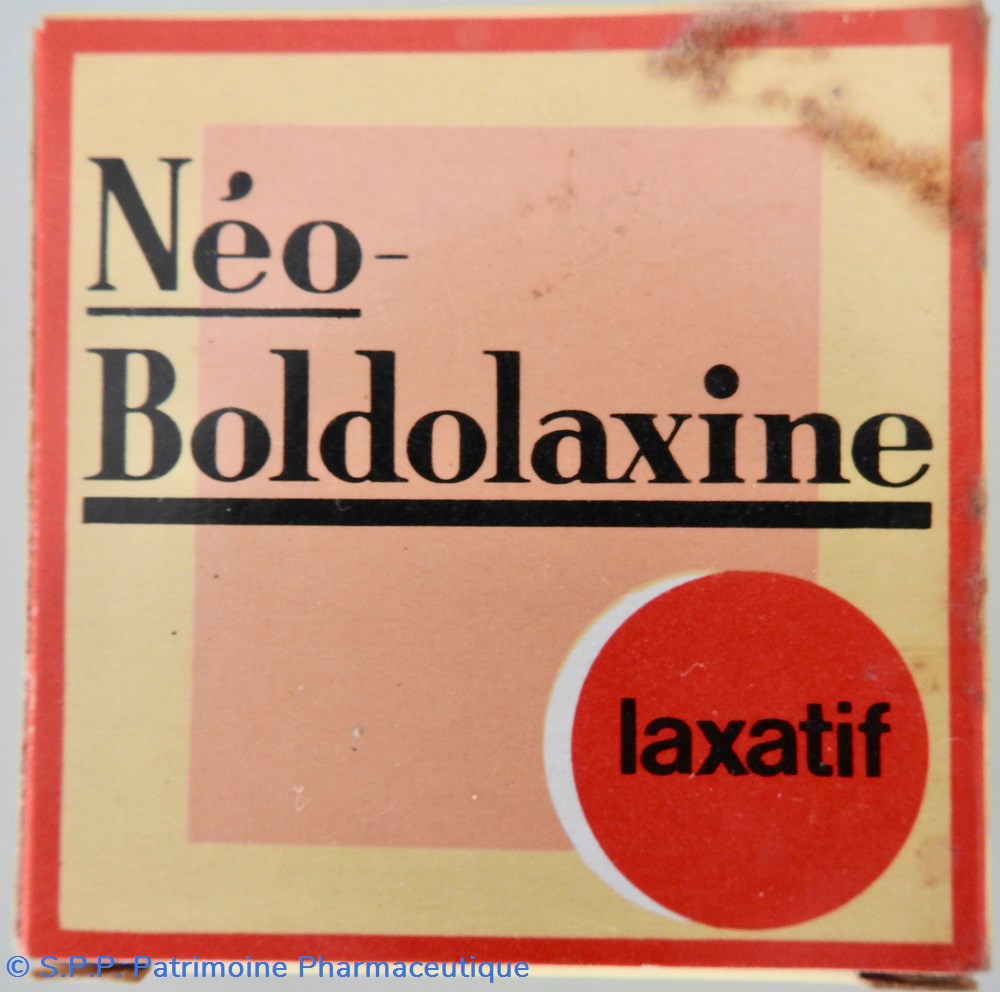 Néo-
Boldolaxine
laxatif
© S.P.P. Patrimoine Pharmaceutique